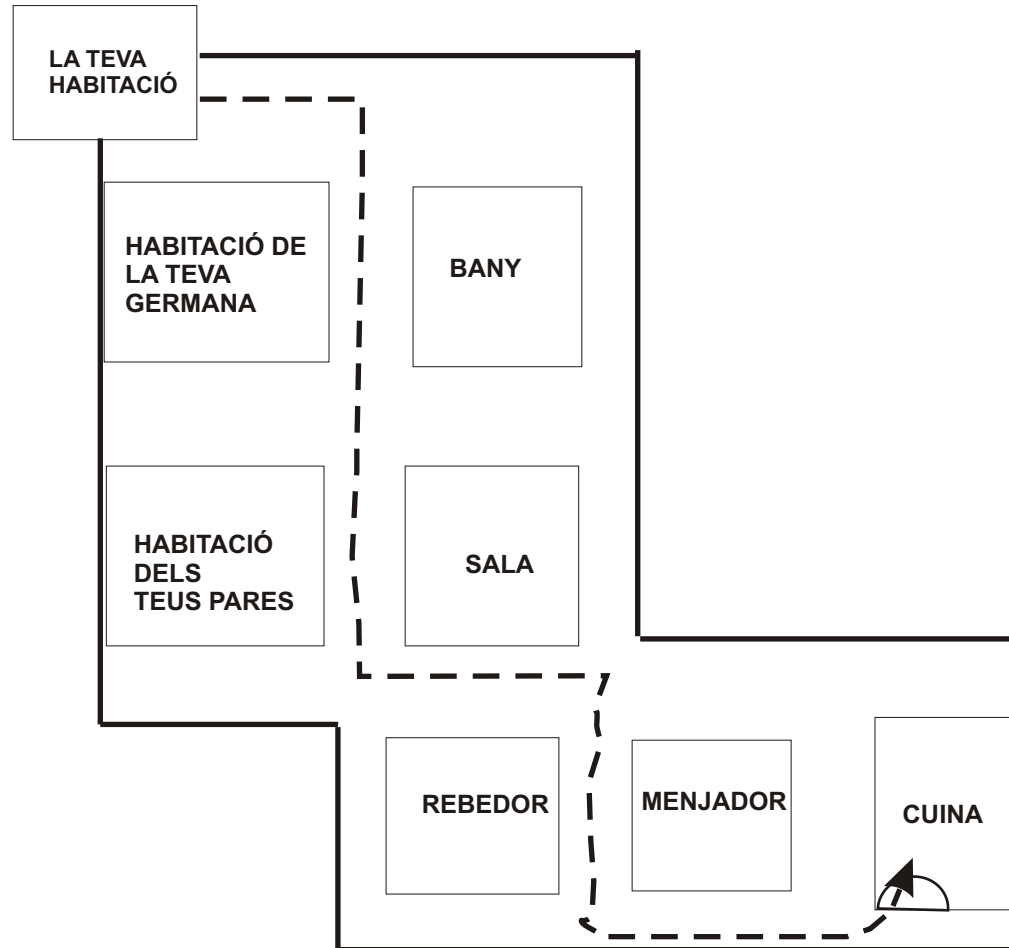 LA TEVA
HABITACIÓ
HABITACIÓ DE
LA TEVA
GERMANA
BANY
HABITACIÓ
DELS
TEUS PARES
SALA
REBEDOR
MENJADOR
CUINA